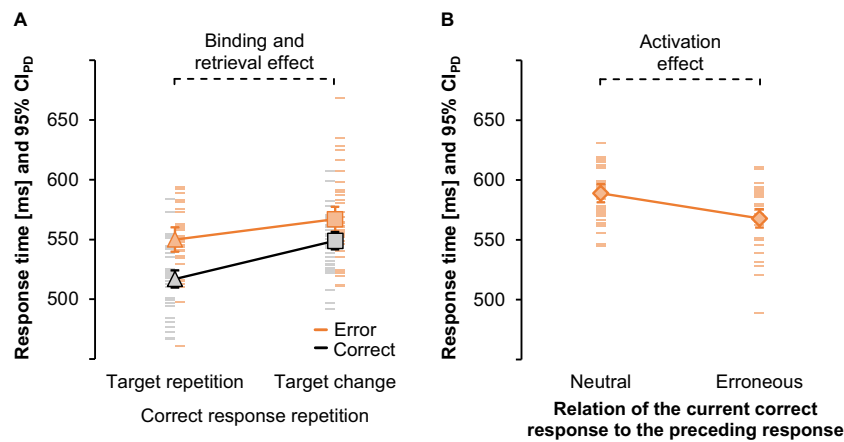 A
Binding and
retrieval effect
Response time [ms] and 95% CI_PD
650
600
550
500
Error
Correct
Target repetition
Target change
Correct response repetition
B
Activation
effect
Response time [ms] and 95% CI_PD
650
600
550
500
Neutral
Erroneous
Relation of the current correct
response to the preceding response